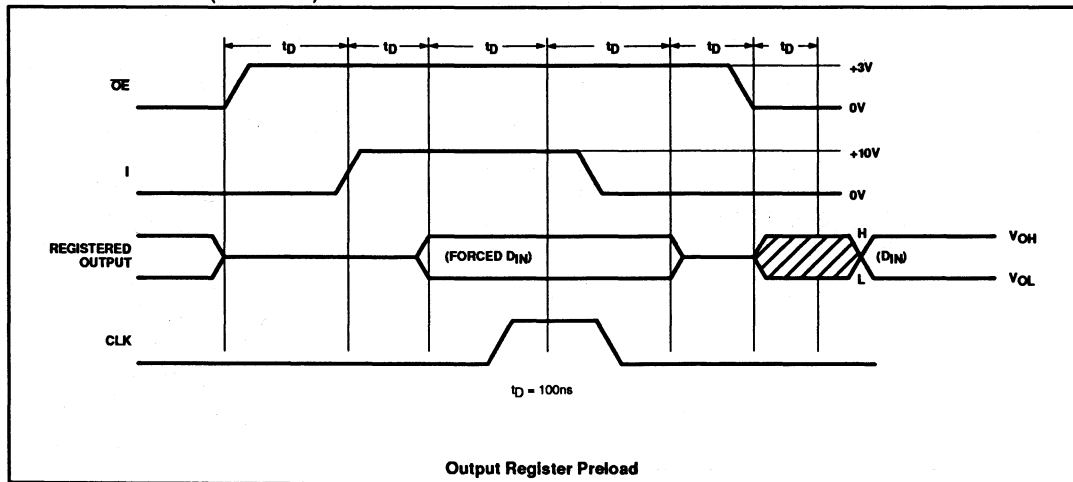 tD tD tD tD tD tD
OE
+3V
0V
I
+10V
0V
REGISTERED
OUTPUT
(FORCED DIN)
H
L
(DIN)
VOH
VOL
CLK
tD = 100ns
Output Register Preload